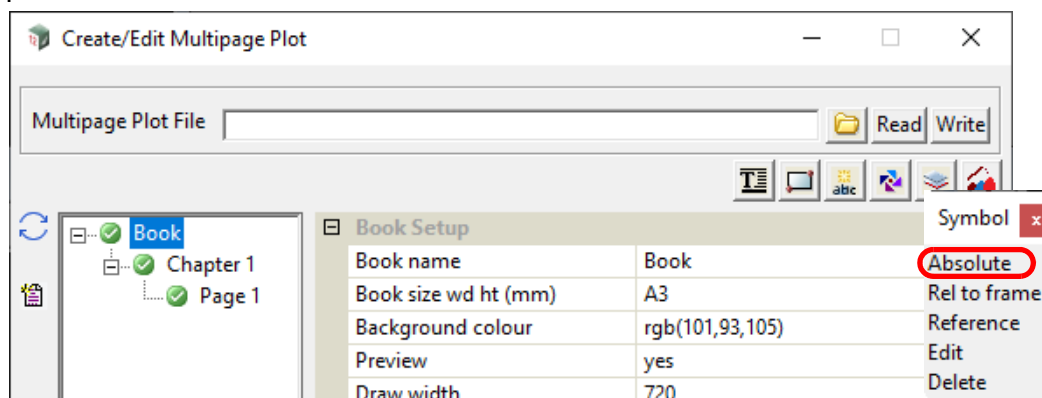 Create/Edit Multipage Plot
Multipage Plot File Read Write
abc
Symbol x
Book Book Setup Absolute
Chapter 1 Book name Book Rel to frame
Page 1 Book size wd ht (mm) A3 Reference
Background colour rgb(101,93,105) Edit
Preview yes Delete
Draw width 720